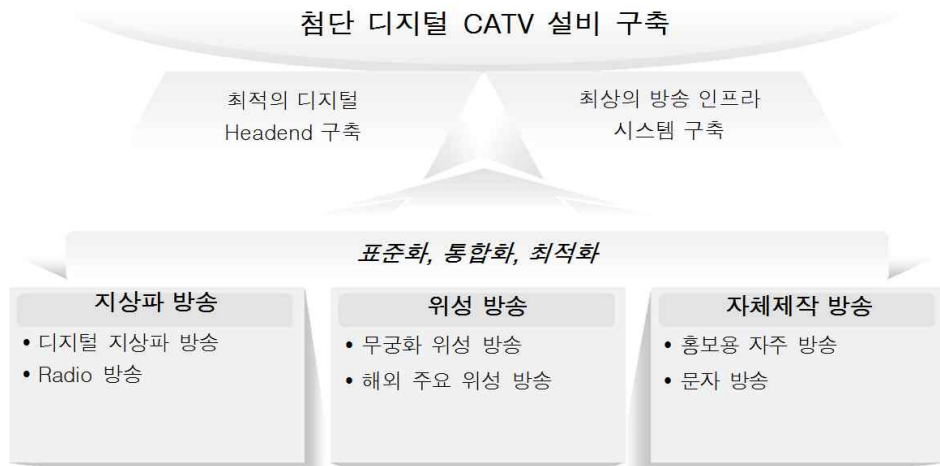 첨단 디지털 CATV 설비 구축
최적의 디지털
Headend 구축
최상의 방송 인프라
시스템 구축
표준화, 통합화, 최적화
지상파 방송
• 디지털 지상파 방송
• Radio 방송
위성 방송
• 무궁화 위성 방송
• 해외 주요 위성 방송
자체제작 방송
• 홍보용 자주 방송
• 문자 방송